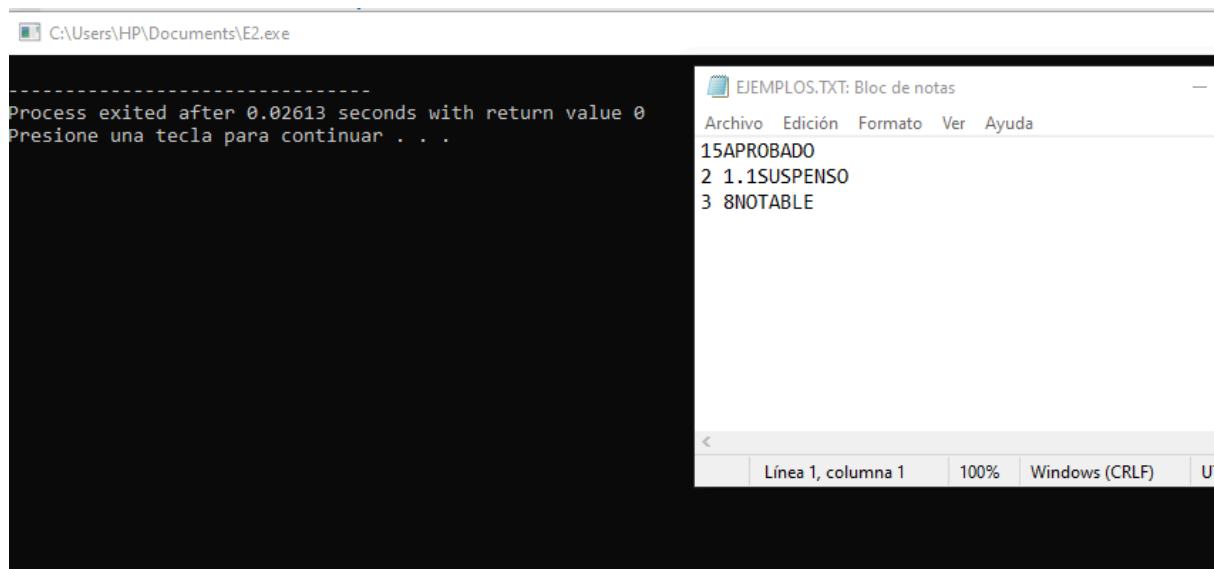 C:\Users\HP\Documents\E2.exe
--------------------------------
Process exited after 0.02613 seconds with return value 0
Presione una tecla para continuar . . .
EJEMPLOS.TXT: Bloc de notas
Archivo Edición Formato Ver Ayuda
15APROBADO
2 1.1SUSPENSO
3 8NOTABLE
Línea 1, columna 1 100% Windows (CRLF)